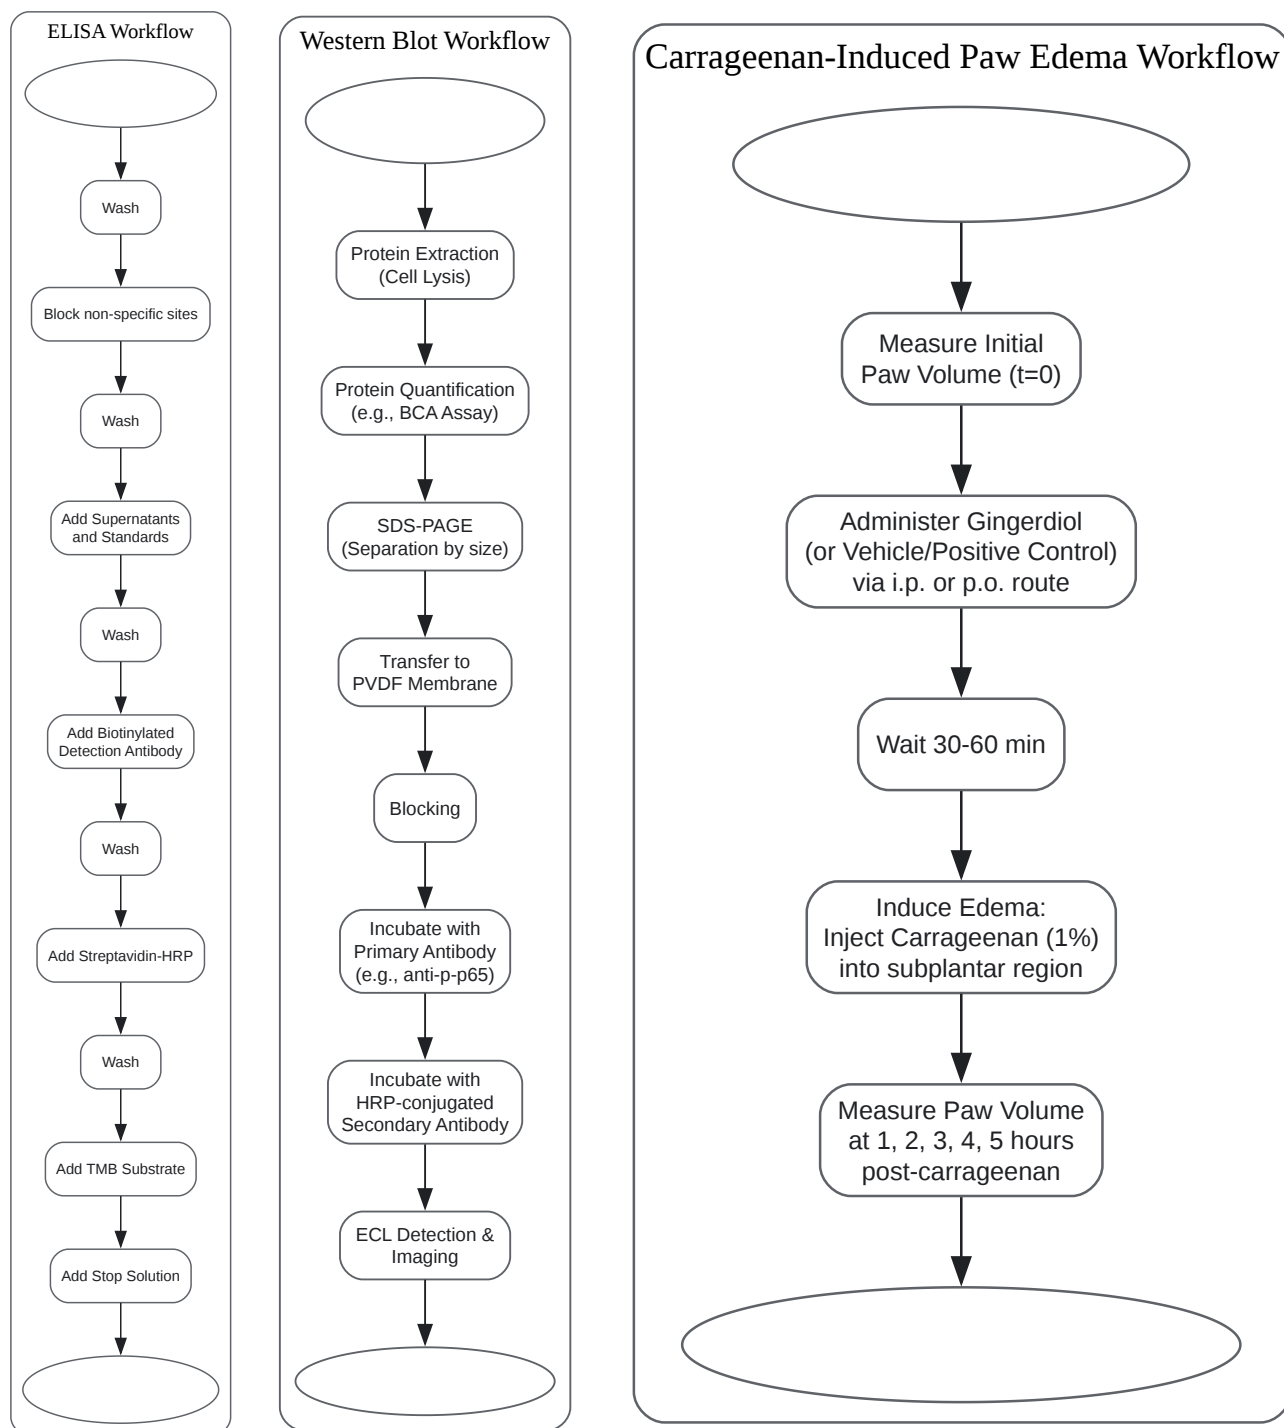 ELISA Workflow
Wash
Block non-specific sites
Wash
Add Supernatants
and Standards
Wash
Add Biotinylated
Detection Antibody
Wash
Add Streptavidin-HRP
Wash
Add TMB Substrate
Add Stop Solution
Western Blot Workflow
Protein Extraction
(Cell Lysis)
Protein Quantification
(e.g., BCA Assay)
SDS-PAGE
(Separation by size)
Transfer to
PVDF Membrane
Blocking
Incubate with
Primary Antibody
(e.g., anti-p-p65)
Incubate with
HRP-conjugated
Secondary Antibody
ECL Detection &
Imaging
Carrageenan-Induced Paw Edema Workflow
Measure Initial
Paw Volume (t=0)
Administer Gingerdiol
(or Vehicle/Positive Control)
via i.p. or p.o. route
Wait 30-60 min
Induce Edema:
Inject Carrageenan (1%)
into subplantar region
Measure Paw Volume
at 1, 2, 3, 4, 5 hours
post-carrageenan